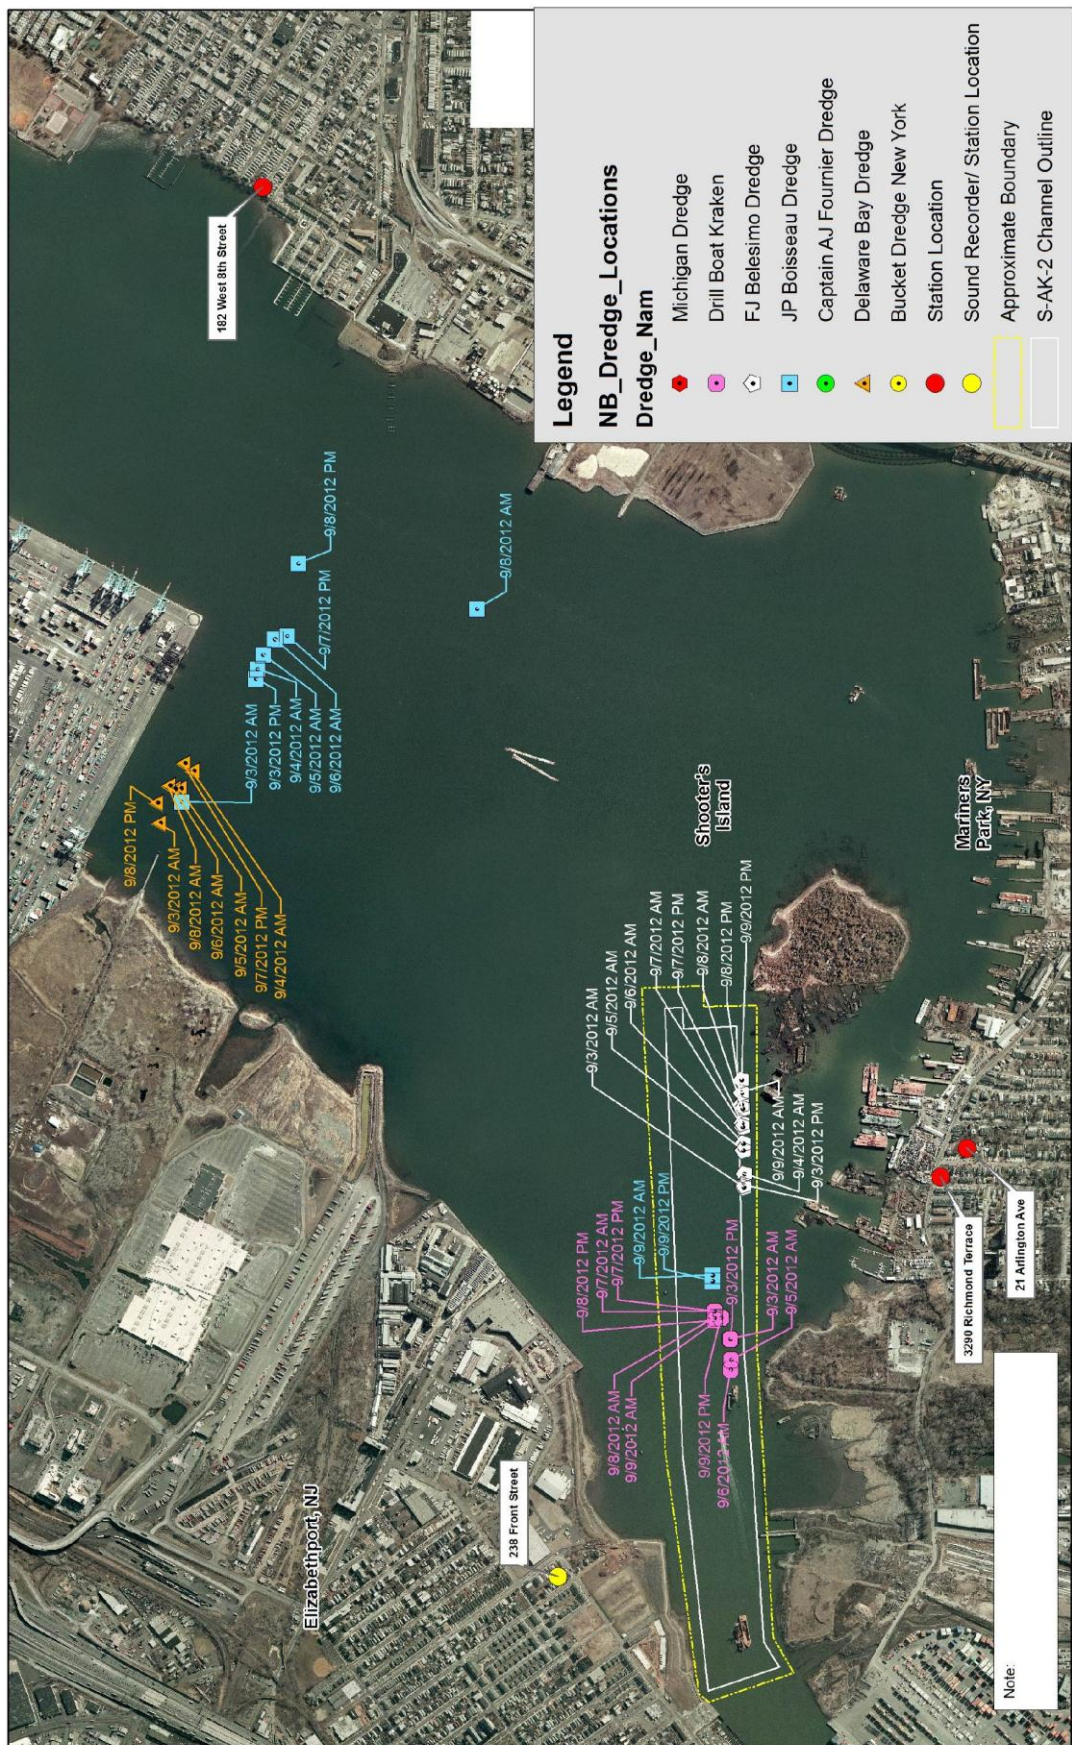 182 West 8th Street
9/8/2012 PM
9/3/2012 AM
9/8/2012 AM
9/6/2012 AM
9/5/2012 AM
9/7/2012 PM
9/4/2012 AM
9/3/2012 AM
9/3/2012 PM
9/4/2012 AM
9/5/2012 AM
9/6/2012 AM
9/7/2012 PM
9/8/2012 PM
9/8/2012 AM
Elizabethport, NJ
238 Front Street
9/8/2012 PM
9/7/2012 AM
9/7/2012 PM
9/8/2012 AM
9/9/2012 AM
9/9/2012 PM
9/6/2012 AM
9/3/2012 PM
9/3/2012 AM
9/5/2012 AM
9/9/2012 AM
9/9/2012 PM
9/3/2012 AM
9/5/2012 AM
9/6/2012 AM
9/7/2012 AM
9/7/2012 PM
9/8/2012 AM
9/8/2012 PM
9/9/2012 PM
9/9/2012 AM
9/4/2012 AM
9/3/2012 PM
Shooter's
Island
Mariners
Park, NY
3290 Richmond Terrace
21 Arlington Ave
Note:
Legend
NB_Dredge_Locations
Dredge_Nam
Michigan Dredge
Drill Boat Kraken
FJ Belesimo Dredge
JP Boisseau Dredge
Captain AJ Fournier Dredge
Delaware Bay Dredge
Bucket Dredge New York
Station Location
Sound Recorder/ Station Location
Approximate Boundary
S-AK-2 Channel Outline